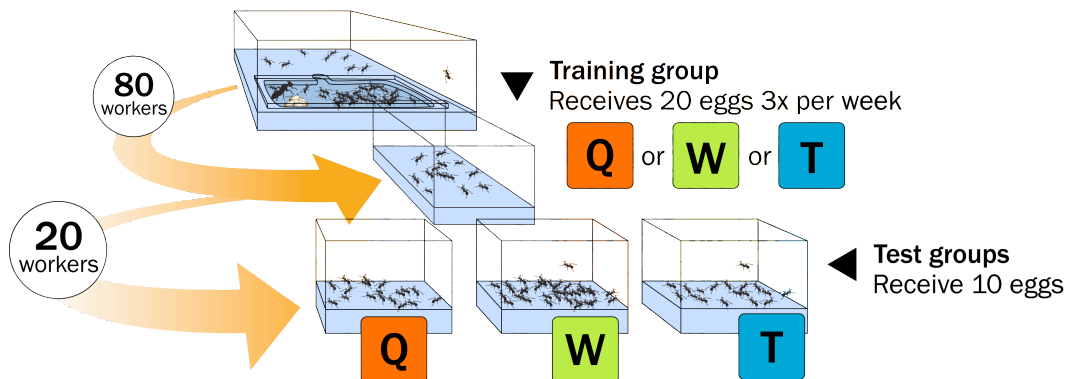 80
workers
Training group
Receives 20 eggs 3x per week
Q or W or T
20
workers
Test groups
Receive 10 eggs
Q W T